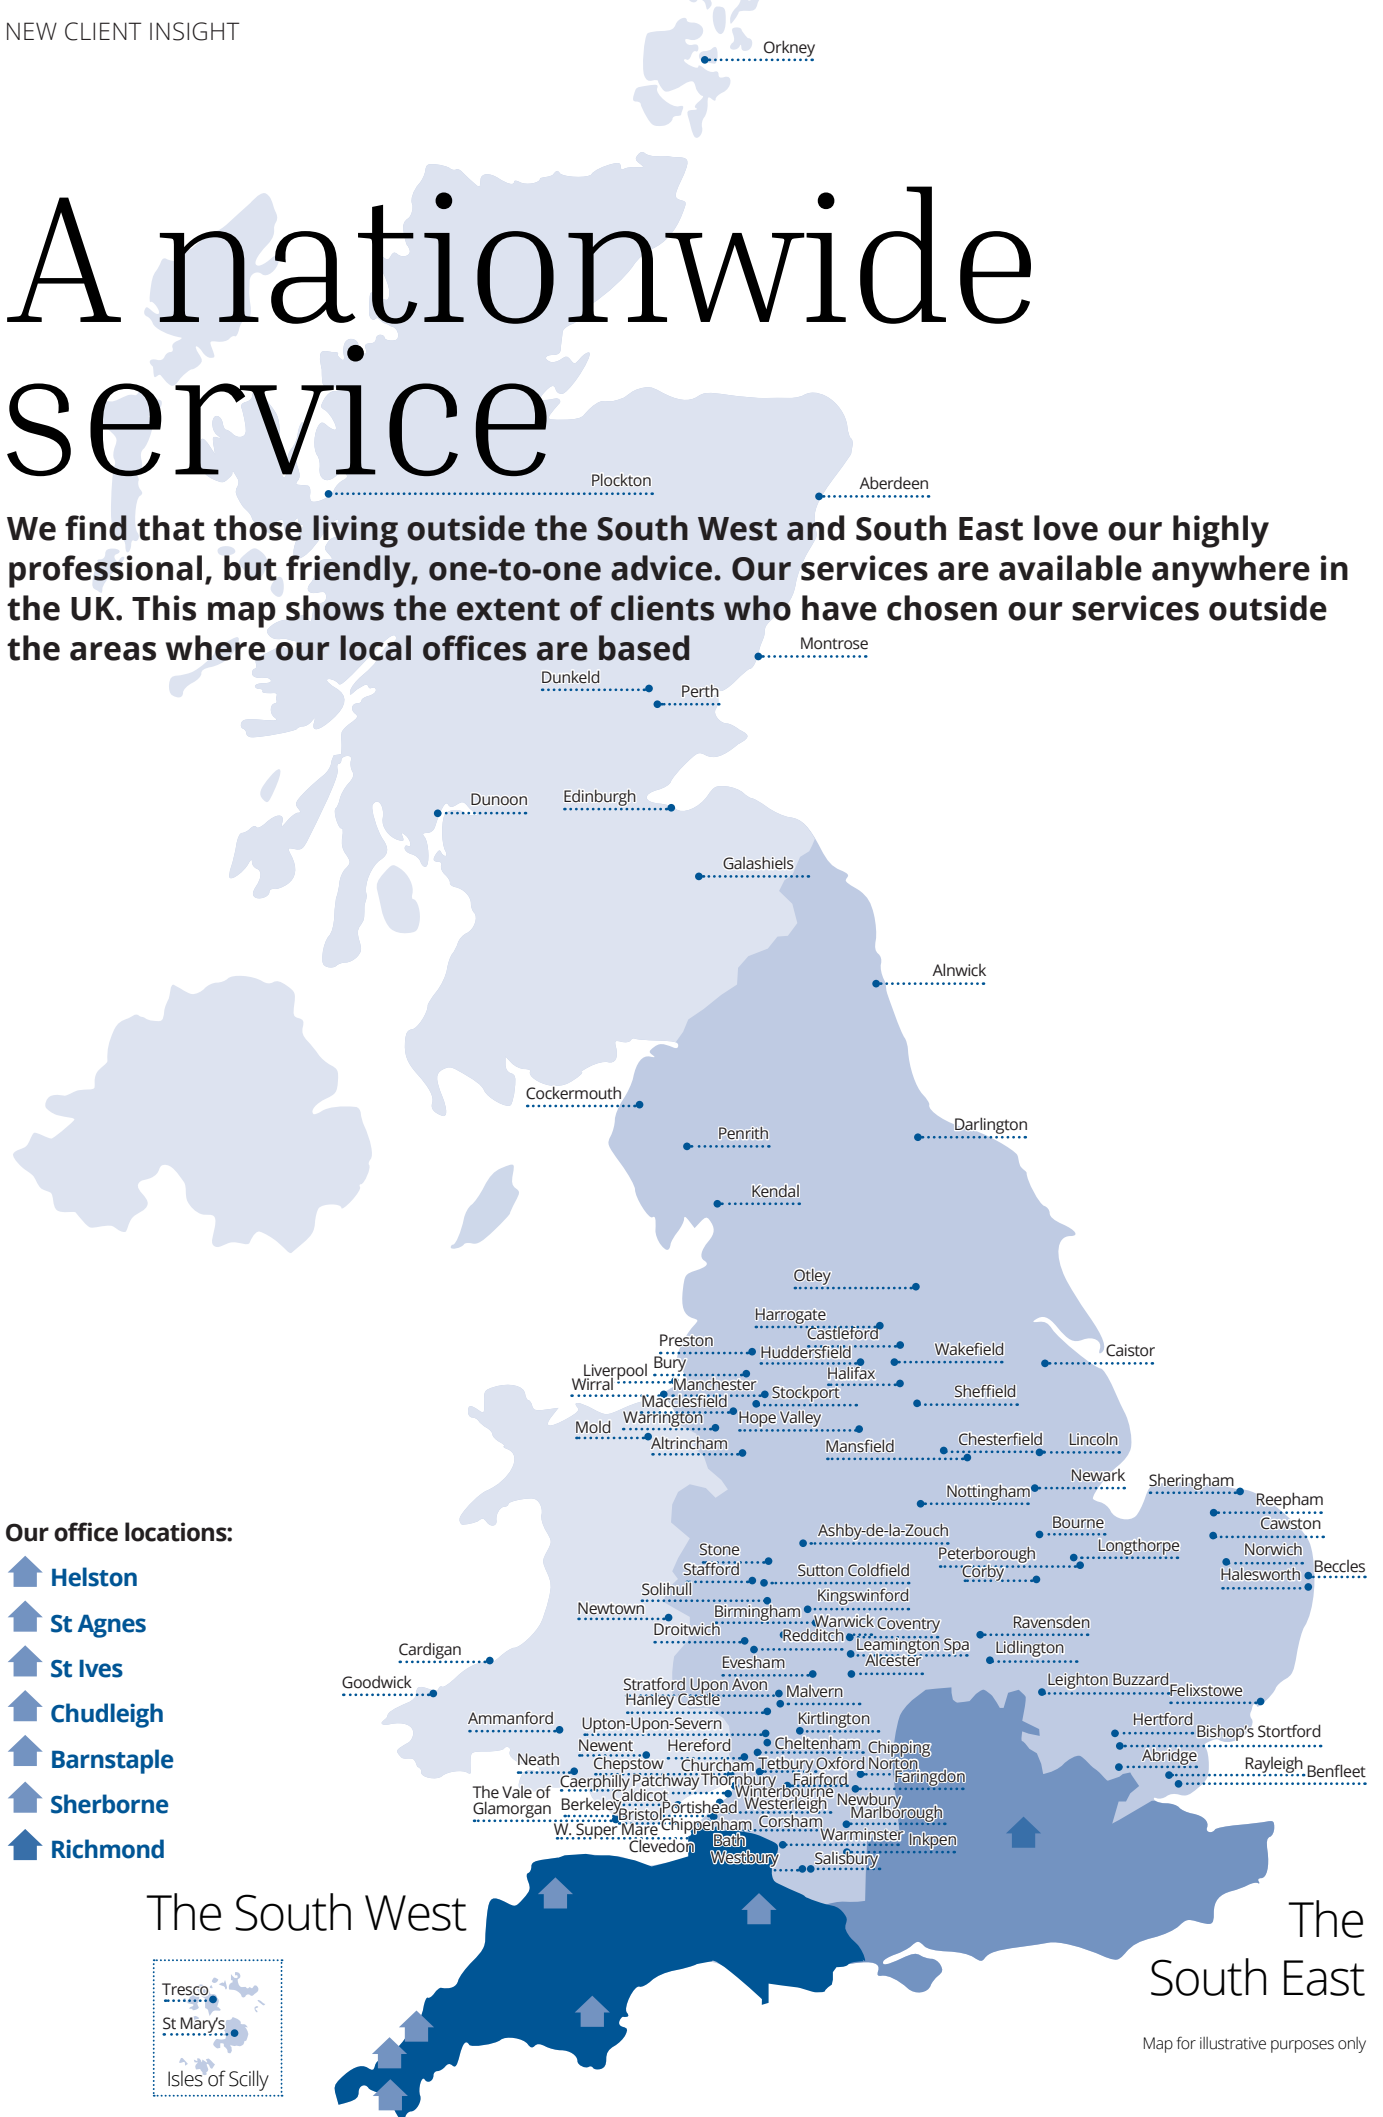 NEW CLIENT INSIGHT
Orkney
A nationwide
service
Plockton
Aberdeen
We find that those living outside the South West and South East love our highly
professional, but friendly, one-to-one advice. Our services are available anywhere in
the UK. This map shows the extent of clients who have chosen our services outside
the areas where our local offices are based
Montrose
Dunkeld
Perth
Dunoon
Edinburgh
Galashiels
Alnwick
Cockermouth
Darlington
Penrith
Kendal
Otley
Harrogate
Castleford
Preston
Huddersfield
Wakefield
Caistor
Liverpool
Bury
Halifax
Wirral
Manchester
Stockport
Sheffield
Macclesfield
Warrington
Hope Valley
Mold
Altrincham
Mansfield
Chesterfield
Lincoln
Newark
Sheringham
Nottingham
Reepham
Ashby-de-la-Zouch
Bourne
Cawston
Stone
Peterborough
Longthorpe
Norwich
Stafford
Sutton Coldfield
Corby
Halesworth
Beccles
Solihull
Kingswinford
Newtown
Birmingham
Warwick
Coventry
Ravensden
Droitwich
Redditch
Leamington Spa
Lidlington
Cardigan
Evesham
Alcester
Goodwick
Stratford Upon Avon
Malvern
Leighton Buzzard
Felixstowe
Hanley Castle
Ammanford
Upton-Upon-Severn
Kirtlington
Hertford
Bishop's Stortford
Newent
Hereford
Cheltenham
Chipping
Norton
Abridge
Neath
Chepstow
Churcham
Tetbury
Oxford
Rayleigh
Benfleet
Caerphilly
Patchway
Thornbury
Fairford
Faringdon
The Vale of
Glamorgan
Caldicot
Winterbourne
Newbury
Berkeley
Portishead
Westerleigh
Marlborough
Bristol
Chippenham
Corsham
W. Super Mare
Bath
Warminster
Inkpen
Clevedon
Westbury
Salisbury
Our office locations:
Helston
St Agnes
St Ives
Chudleigh
Barnstaple
Sherborne
Richmond
The South West
The
South East
Tresco
St Mary's
Isles of Scilly
Map for illustrative purposes only